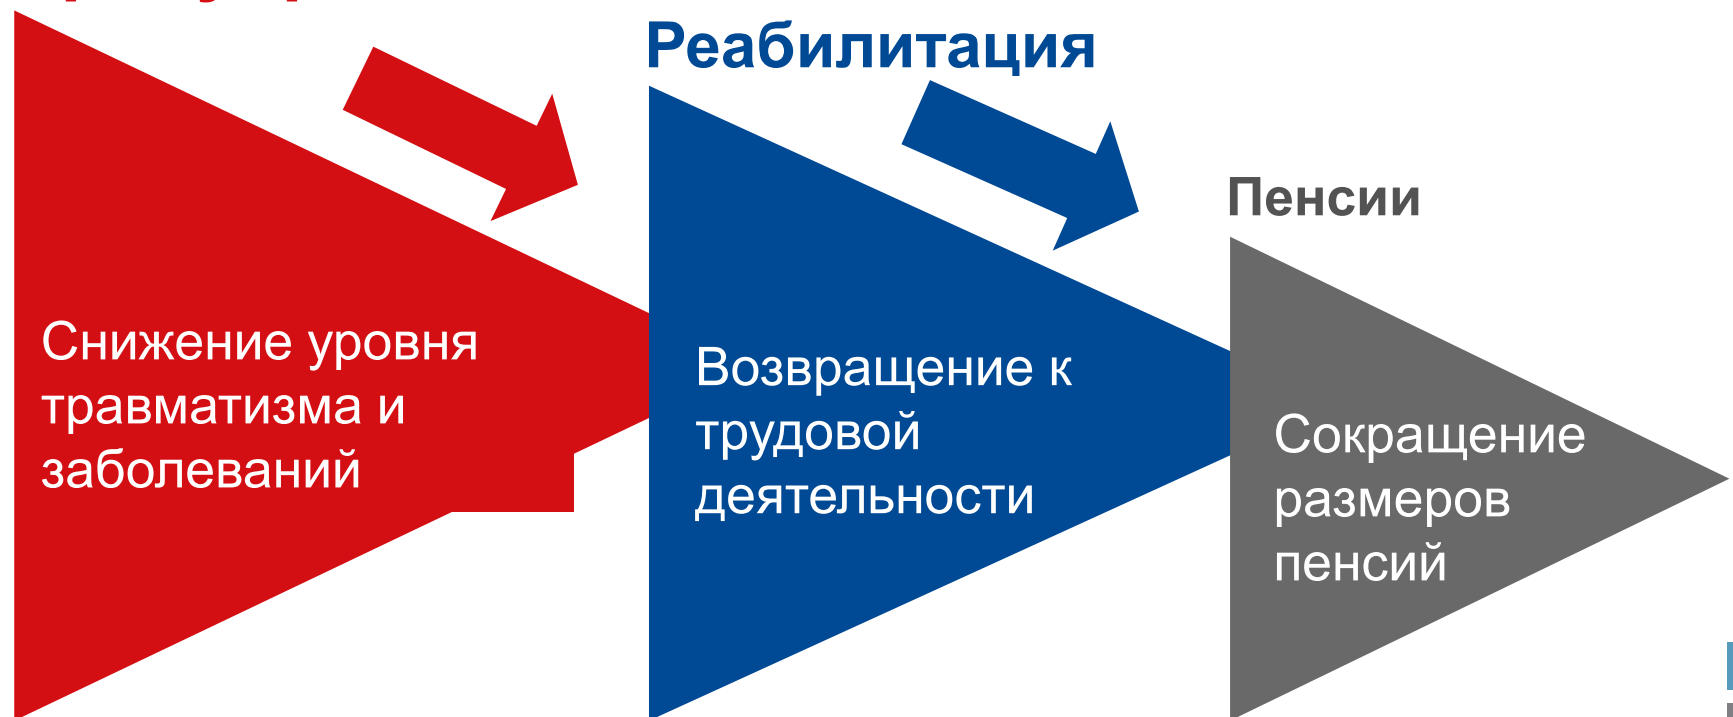 Реабилитация
Пенсии
Снижение уровня
травматизма и
заболеваний
Возвращение к
трудовой
деятельности
Сокращение
размеров
пенсий